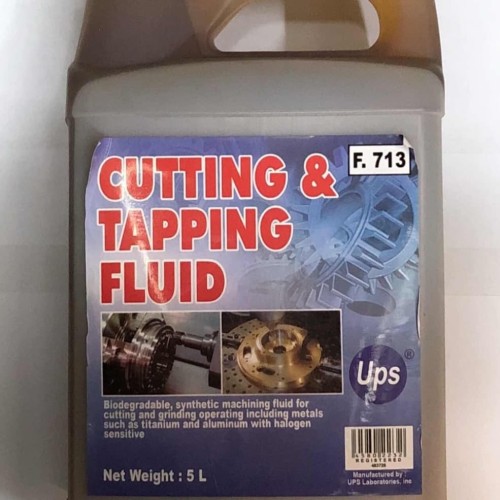 F. 713
CUTTING &
TAPPING
FLUID
Ups®
Biodegradable, synthetic machining fluid for
cutting and grinding operating including metals
such as titanium and aluminum with halogen
sensitive
REGISTERED
Net Weight : 5 L
Manufactured by :
UPS Laboratories, inc